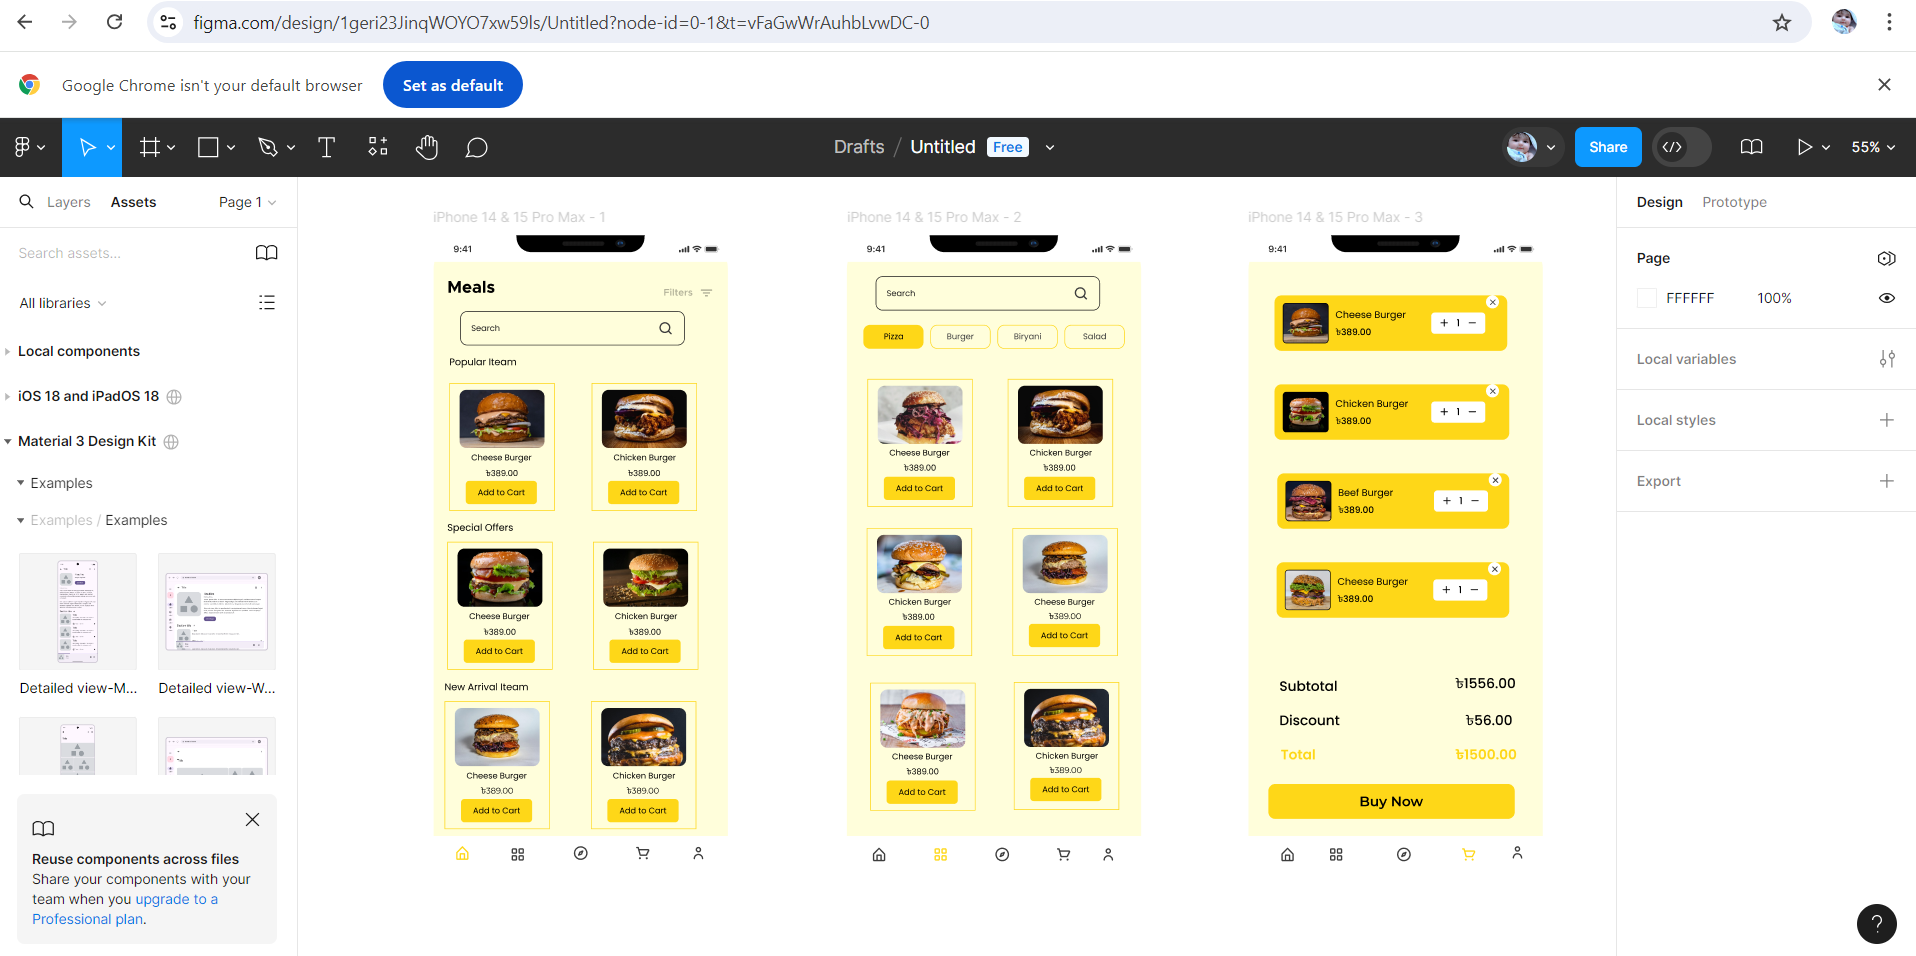 figma.com/design/1geri23JinqWOYO7xw59ls/Untitled?node-id=0-1&t=vFaGwWrAuhbLvwDC-0
Google Chrome isn't your default browser
Set as default
Drafts / Untitled Free
Share
55%
Layers Assets Page 1
Search assets...
All libraries
Local components
iOS 18 and iPadOS 18
Material 3 Design Kit
Examples
Examples / Examples
Detailed view-M...
Detailed view-W...
Reuse components across files
Share your components with your
team when you upgrade to a
Professional plan.
iPhone 14 & 15 Pro Max - 1
9:41
Meals
Filters
Search
Popular Iteam
Cheese Burger
৳389.00
Add to Cart
Chicken Burger
৳389.00
Add to Cart
Special Offers
Cheese Burger
৳389.00
Add to Cart
Chicken Burger
৳389.00
Add to Cart
New Arrival Iteam
Cheese Burger
৳389.00
Add to Cart
Chicken Burger
৳389.00
Add to Cart
iPhone 14 & 15 Pro Max - 2
9:41
Search
Pizza
Burger
Biryani
Salad
Cheese Burger
৳389.00
Add to Cart
Chicken Burger
৳389.00
Add to Cart
Chicken Burger
৳389.00
Add to Cart
Cheese Burger
৳389.00
Add to Cart
Cheese Burger
৳389.00
Add to Cart
Chicken Burger
৳389.00
Add to Cart
iPhone 14 & 15 Pro Max - 3
9:41
Cheese Burger
৳389.00
+ 1 −
Chicken Burger
৳389.00
+ 1 −
Beef Burger
৳389.00
+ 1 −
Cheese Burger
৳389.00
+ 1 −
Subtotal ৳1556.00
Discount ৳56.00
Total ৳1500.00
Buy Now
Design Prototype
Page
FFFFFF 100%
Local variables
Local styles
Export
?